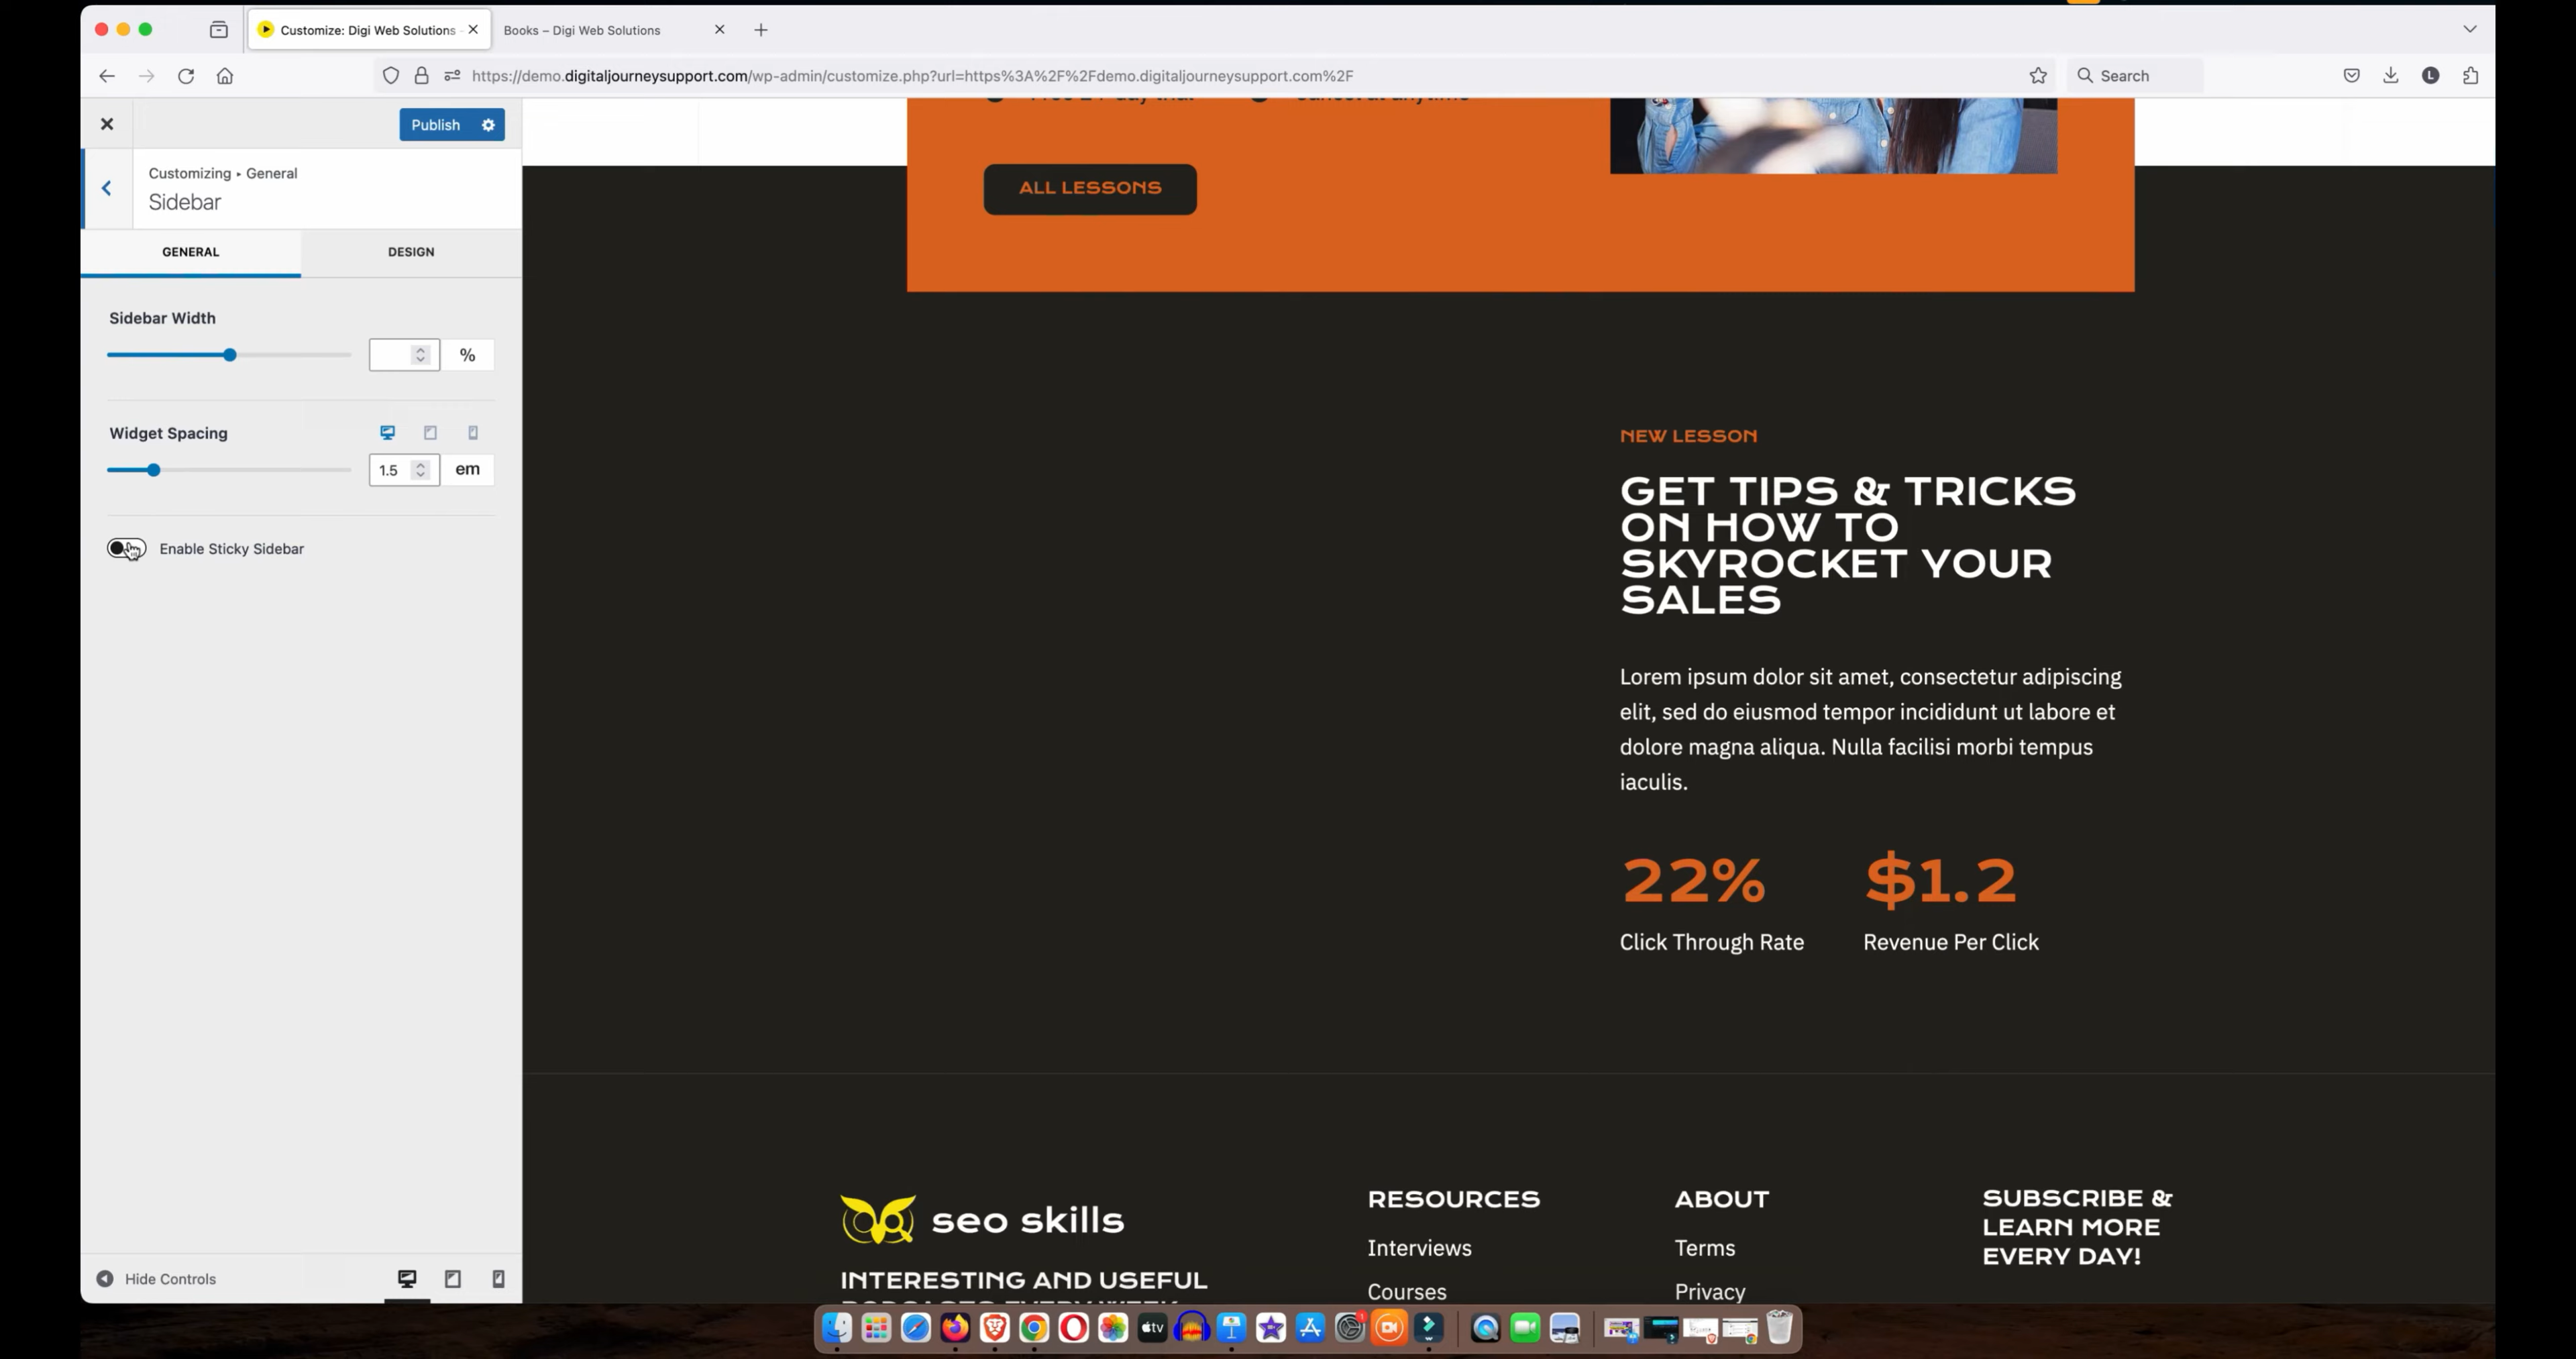 Customize: Digi Web Solutions
Books – Digi Web Solutions
https://demo.digitaljourneysupport.com/wp-admin/customize.php?url=https%3A%2F%2Fdemo.digitaljourneysupport.com%2F
Search
L
Publish
Customizing ▸ General
Sidebar
GENERAL
DESIGN
Sidebar Width
%
Widget Spacing
1.5
em
Enable Sticky Sidebar
Hide Controls
ALL LESSONS
NEW LESSON
GET TIPS & TRICKS
ON HOW TO
SKYROCKET YOUR
SALES
Lorem ipsum dolor sit amet, consectetur adipiscing
elit, sed do eiusmod tempor incididunt ut labore et
dolore magna aliqua. Nulla facilisi morbi tempus
iaculis.
22%
Click Through Rate
$1.2
Revenue Per Click
seo skills
INTERESTING AND USEFUL
PODCASTS EVERY WEEK
RESOURCES
Interviews
Courses
ABOUT
Terms
Privacy
SUBSCRIBE &
LEARN MORE
EVERY DAY!
tv
1